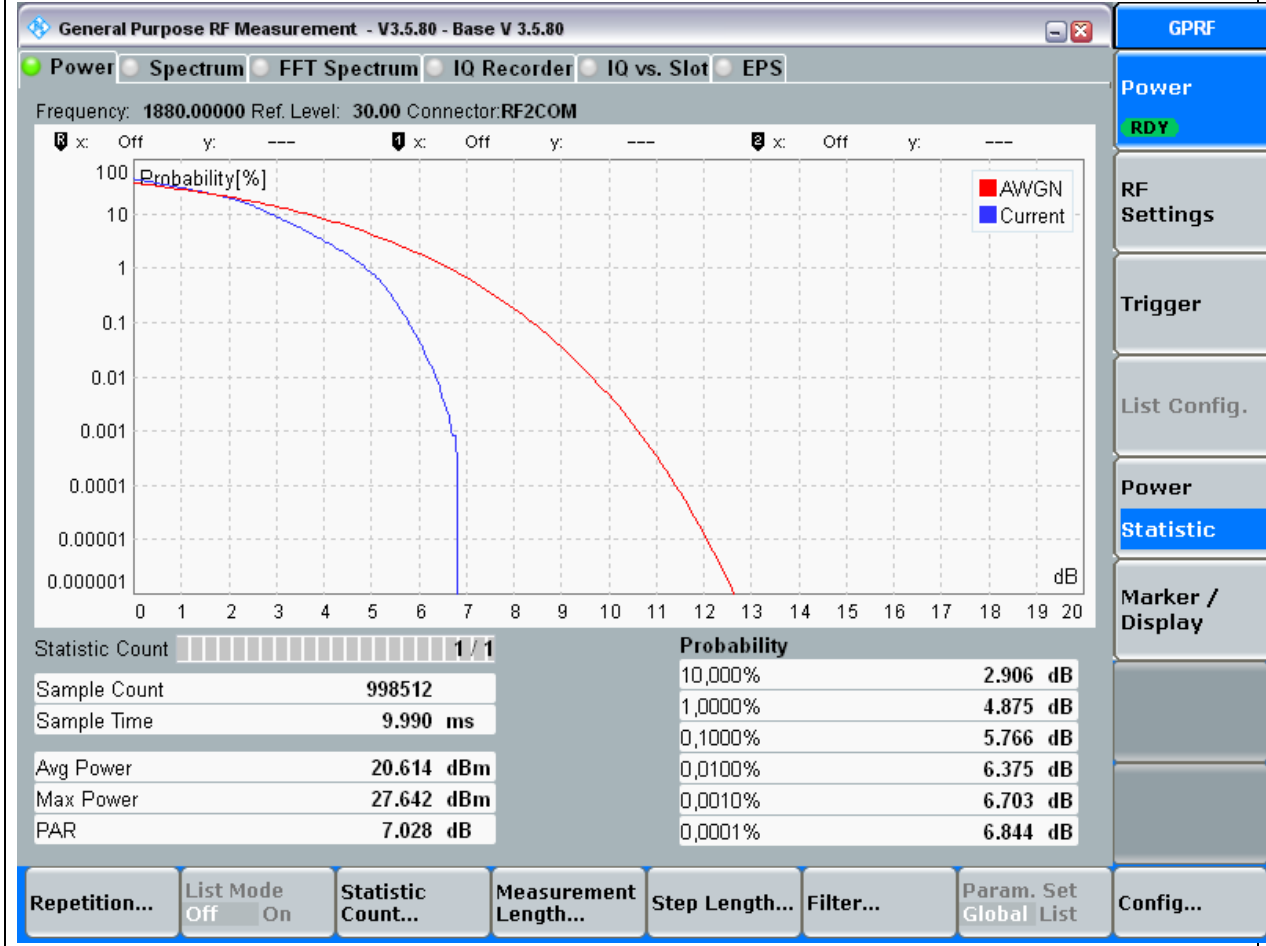 General Purpose RF Measurement - V3.5.80 - Base V 3.5.80
GPRF
Power Spectrum FFT Spectrum IQ Recorder IQ vs. Slot EPS
Frequency: 1880.00000 Ref. Level: 30.00 Connector:RF2COM
R x: Off y: --- 1 x: Off y: --- 2 x: Off y: ---
Probability[%]
AWGN
Current
100
10
1
0.1
0.01
0.001
0.0001
0.00001
0.000001
dB
0 1 2 3 4 5 6 7 8 9 10 11 12 13 14 15 16 17 18 19 20
Statistic Count 1 / 1
Sample Count 998512
Sample Time 9.990 ms
Avg Power 20.614 dBm
Max Power 27.642 dBm
PAR 7.028 dB
Probability
10,000% 2.906 dB
1,0000% 4.875 dB
0,1000% 5.766 dB
0,0100% 6.375 dB
0,0010% 6.703 dB
0,0001% 6.844 dB
Power
RDY
RF
Settings
Trigger
List Config.
Power
Statistic
Marker /
Display
Repetition...
List Mode
Off On
Statistic
Count...
Measurement
Length...
Step Length...
Filter...
Param. Set
Global List
Config...